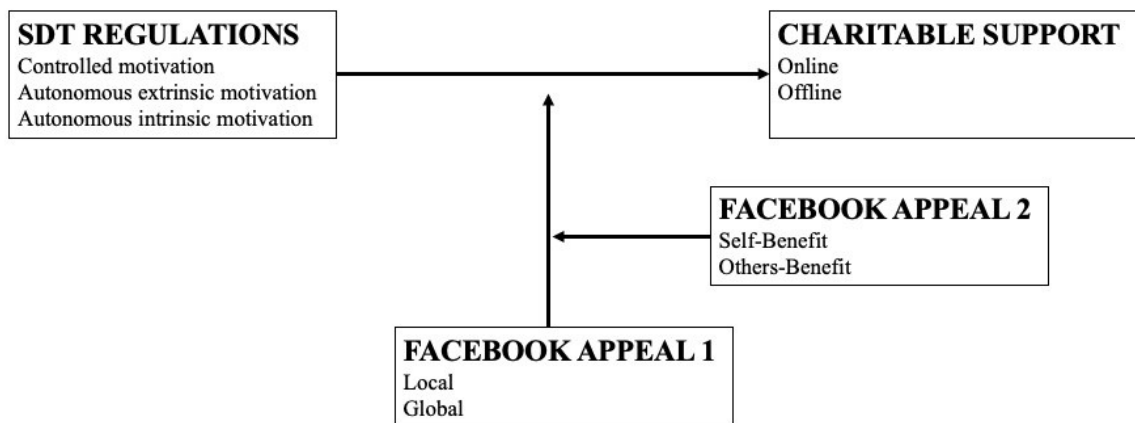 SDT REGULATIONS
Controlled motivation
Autonomous extrinsic motivation
Autonomous intrinsic motivation
CHARITABLE SUPPORT
Online
Offline
FACEBOOK APPEAL 2
Self-Benefit
Others-Benefit
FACEBOOK APPEAL 1
Local
Global